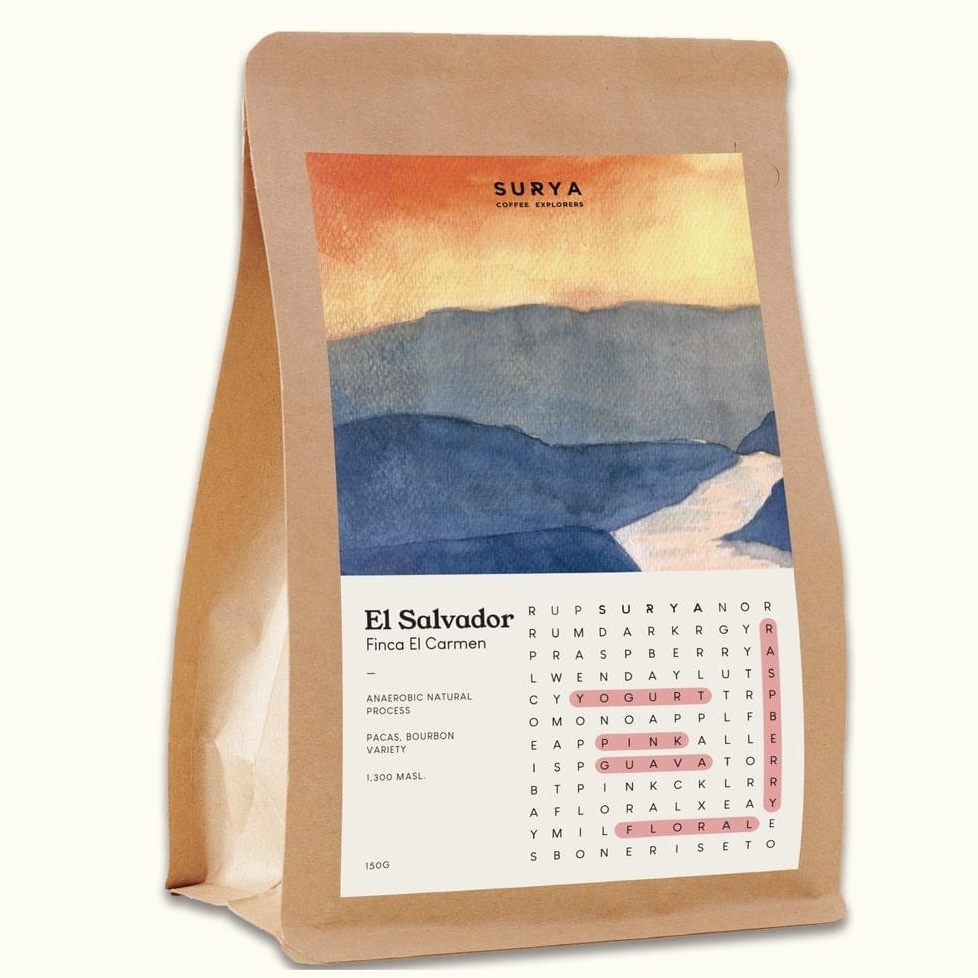 SURYA
COFFEE EXPLORERS
El Salvador
Finca El Carmen
—
ANAEROBIC NATURAL
PROCESS
PACAS, BOURBON
VARIETY
1,300 MASL.
150G
R U P S U R Y A N O R
R U M D A R K R G Y R
P R A S P B E R R Y A
L W E N D A Y L U T S
C Y Y O G U R T T R P
O M O N O A P P L F B
E A P P I N K A L L E
I S P G U A V A T O R
B T P I N K C K L R R
A F L O R A L X E A Y
Y M I L F L O R A L E
S B O N E R I S E T O